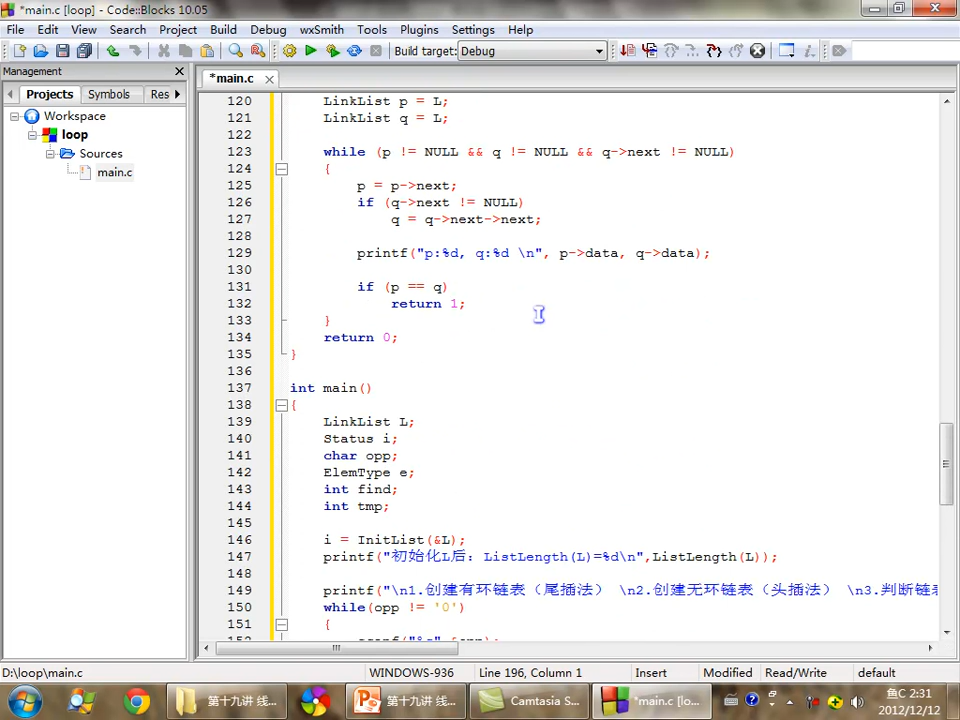 *main.c [loop] - Code::Blocks 10.05
File Edit View Search Project Build Debug wxSmith Tools Plugins Settings Help
Build target: Debug
Management
Projects Symbols Res
*main.c
Workspace
loop
Sources
main.c
120 LinkList p = L;
121 LinkList q = L;
122
123 while (p != NULL && q != NULL && q->next != NULL)
124 {
125 p = p->next;
126 if (q->next != NULL)
127 q = q->next->next;
128
129 printf("p:%d, q:%d \n", p->data, q->data);
130
131 if (p == q)
132 return 1;
133 }
134 return 0;
135 }
136
137 int main()
138 {
139 LinkList L;
140 Status i;
141 char opp;
142 ElemType e;
143 int find;
144 int tmp;
145
146 i = InitList(&L);
147 printf("初始化L后: ListLength(L)=%d\n",ListLength(L));
148
149 printf("\n1.创建有环链表（尾插法） \n2.创建无环链表（头插法） \n3.判断链
150 while(opp != '0')
151 {
D:\loop\main.c WINDOWS-936 Line 196, Column 1 Insert Modified Read/Write default
第十九讲 线... 第十九讲 线... Camtasia S... *main.c [lo...
鱼C 2:31
2012/12/12